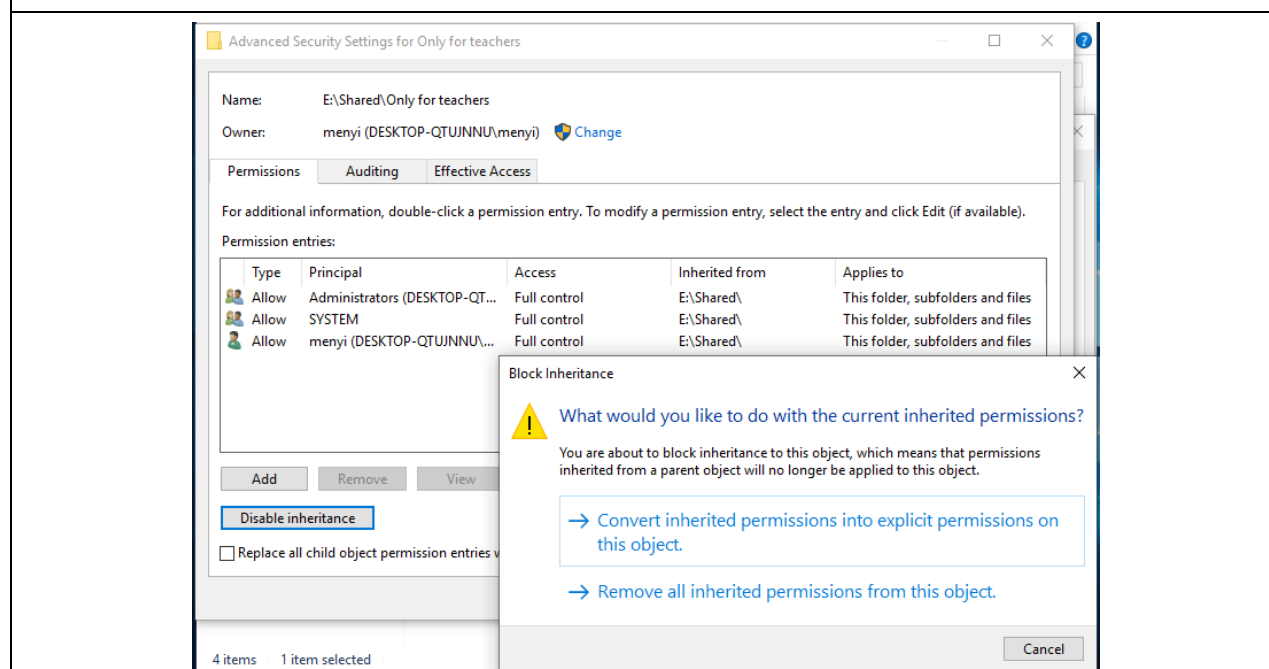 Advanced Security Settings for Only for teachers
Name: E:\Shared\Only for teachers
Owner: menyi (DESKTOP-QTUJNNU\menyi) Change
Permissions Auditing Effective Access
For additional information, double-click a permission entry. To modify a permission entry, select the entry and click Edit (if available).
Permission entries:
Type Principal Access Inherited from Applies to
Allow Administrators (DESKTOP-QT... Full control E:\Shared\ This folder, subfolders and files
Allow SYSTEM Full control E:\Shared\ This folder, subfolders and files
Allow menyi (DESKTOP-QTUJNNU\... Full control E:\Shared\ This folder, subfolders and files
Add Remove View
Disable inheritance
Replace all child object permission entries
Block Inheritance
What would you like to do with the current inherited permissions?
You are about to block inheritance to this object, which means that permissions
inherited from a parent object will no longer be applied to this object.
Convert inherited permissions into explicit permissions on
this object.
Remove all inherited permissions from this object.
Cancel
4 items 1 item selected